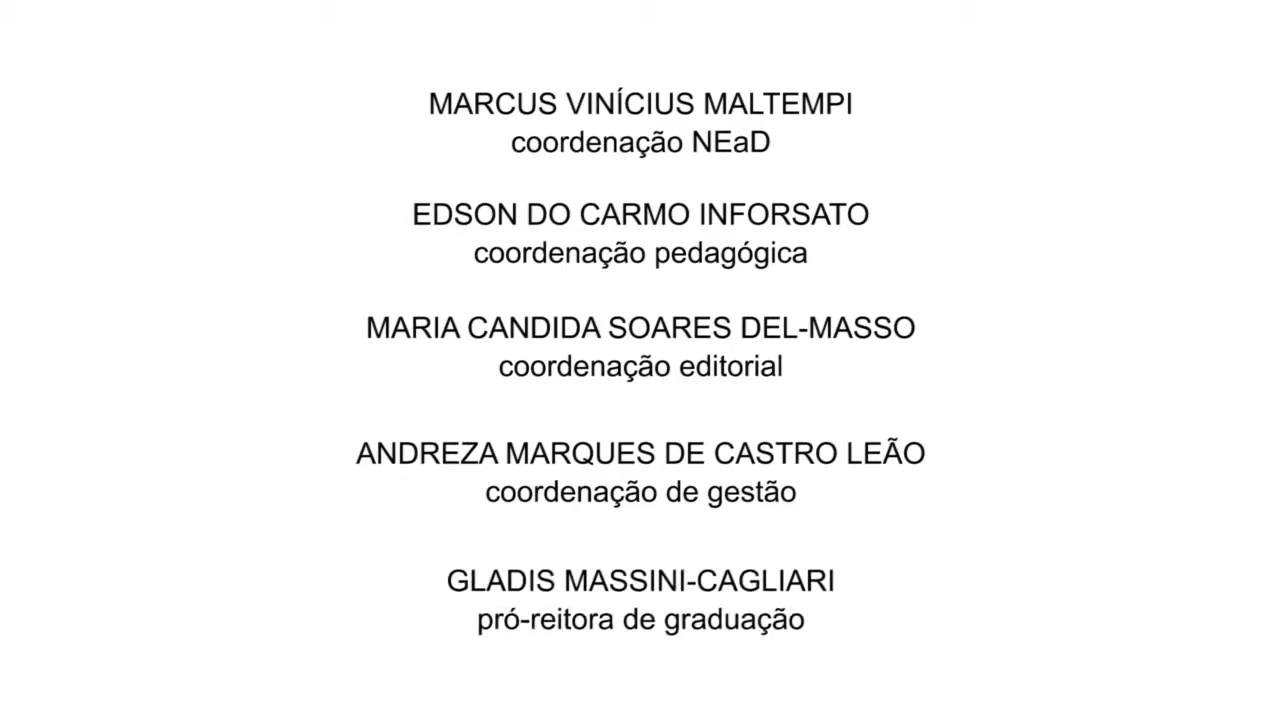 MARCUS VINÍCIUS MALTEMPI
coordenação NEaD
EDSON DO CARMO INFORSATO
coordenação pedagógica
MARIA CANDIDA SOARES DEL-MASSO
coordenação editorial
ANDREZA MARQUES DE CASTRO LEÃO
coordenação de gestão
GLADIS MASSINI-CAGLIARI
pró-reitora de graduação